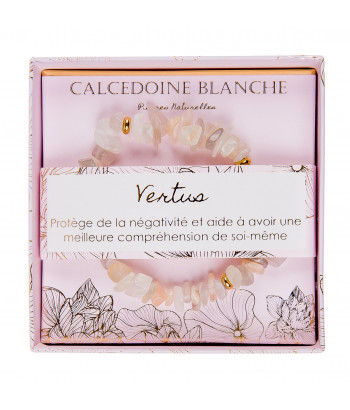 CALCEDOINE BLANCHE
Pierres Naturelles
Vertus
Protège de la négativité et aide à avoir une
meilleure compréhension de soi-même